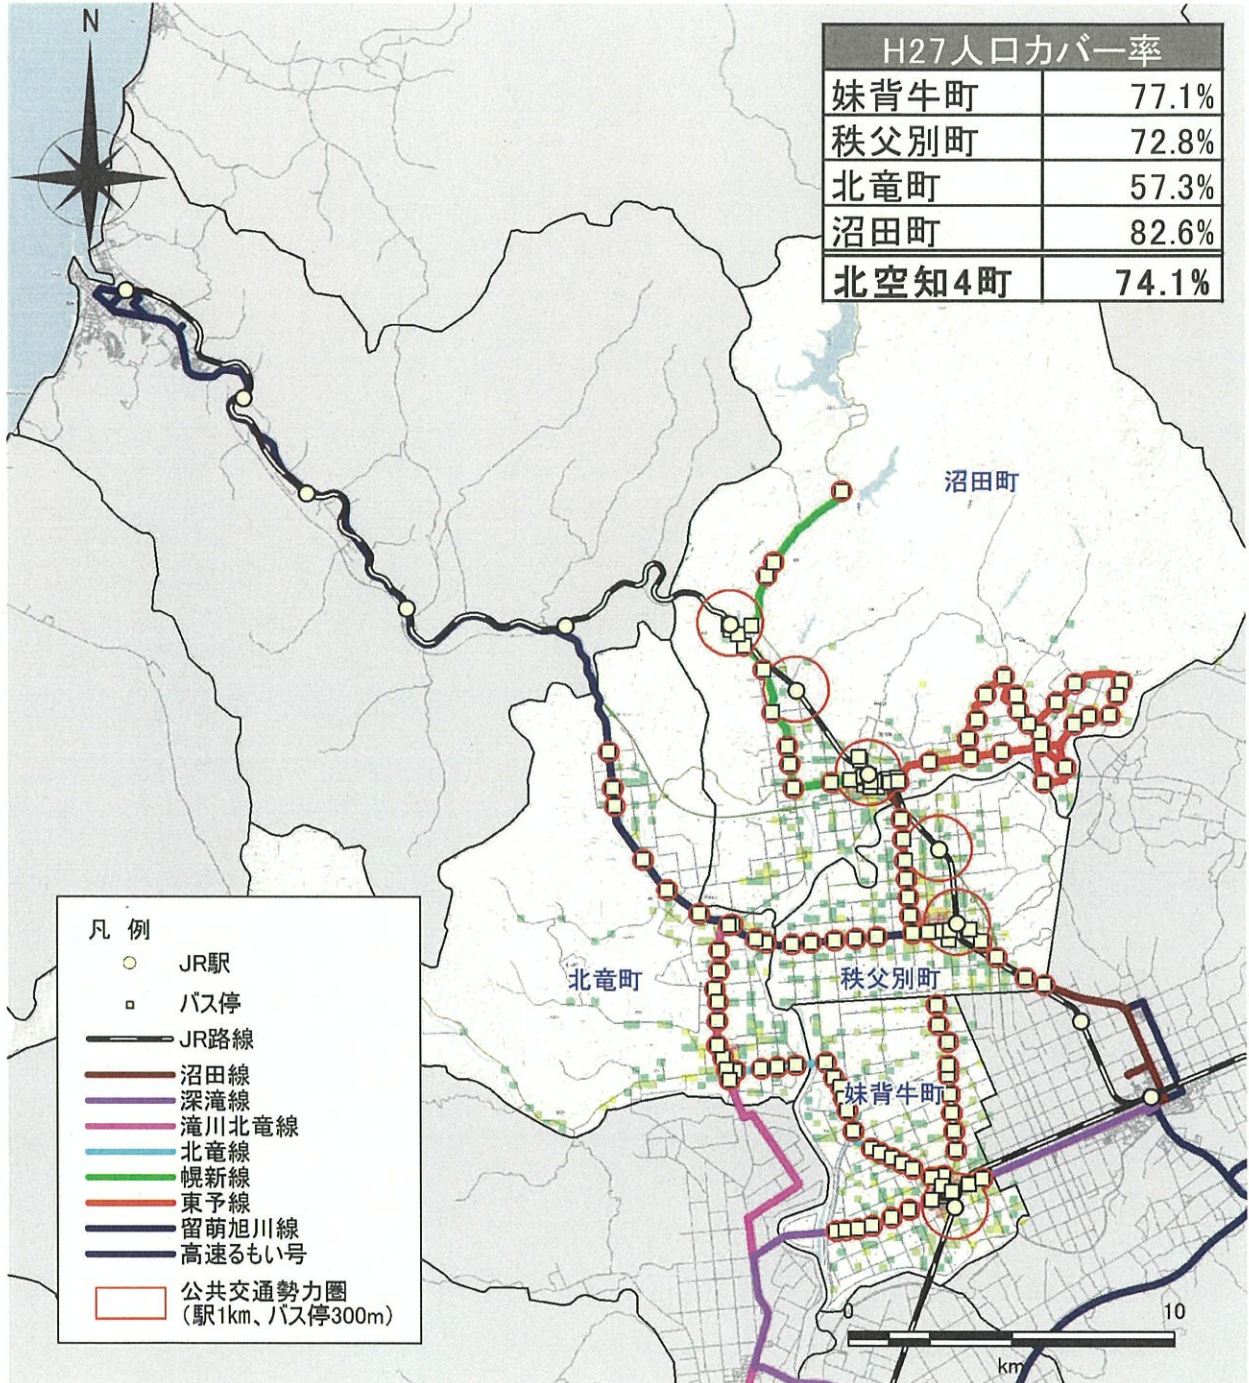 N
H27人口カバー率
妹背牛町 77.1%
秩父別町 72.8%
北竜町 57.3%
沼田町 82.6%
北空知4町 74.1%
沼田町
北竜町
秩父別町
妹背牛町
凡 例
JR駅
バス停
JR路線
沼田線
深滝線
滝川北竜線
北竜線
幌新線
東予線
留萌旭川線
高速るもい号
公共交通勢力圏
(駅1km、バス停300m)
0 10
km